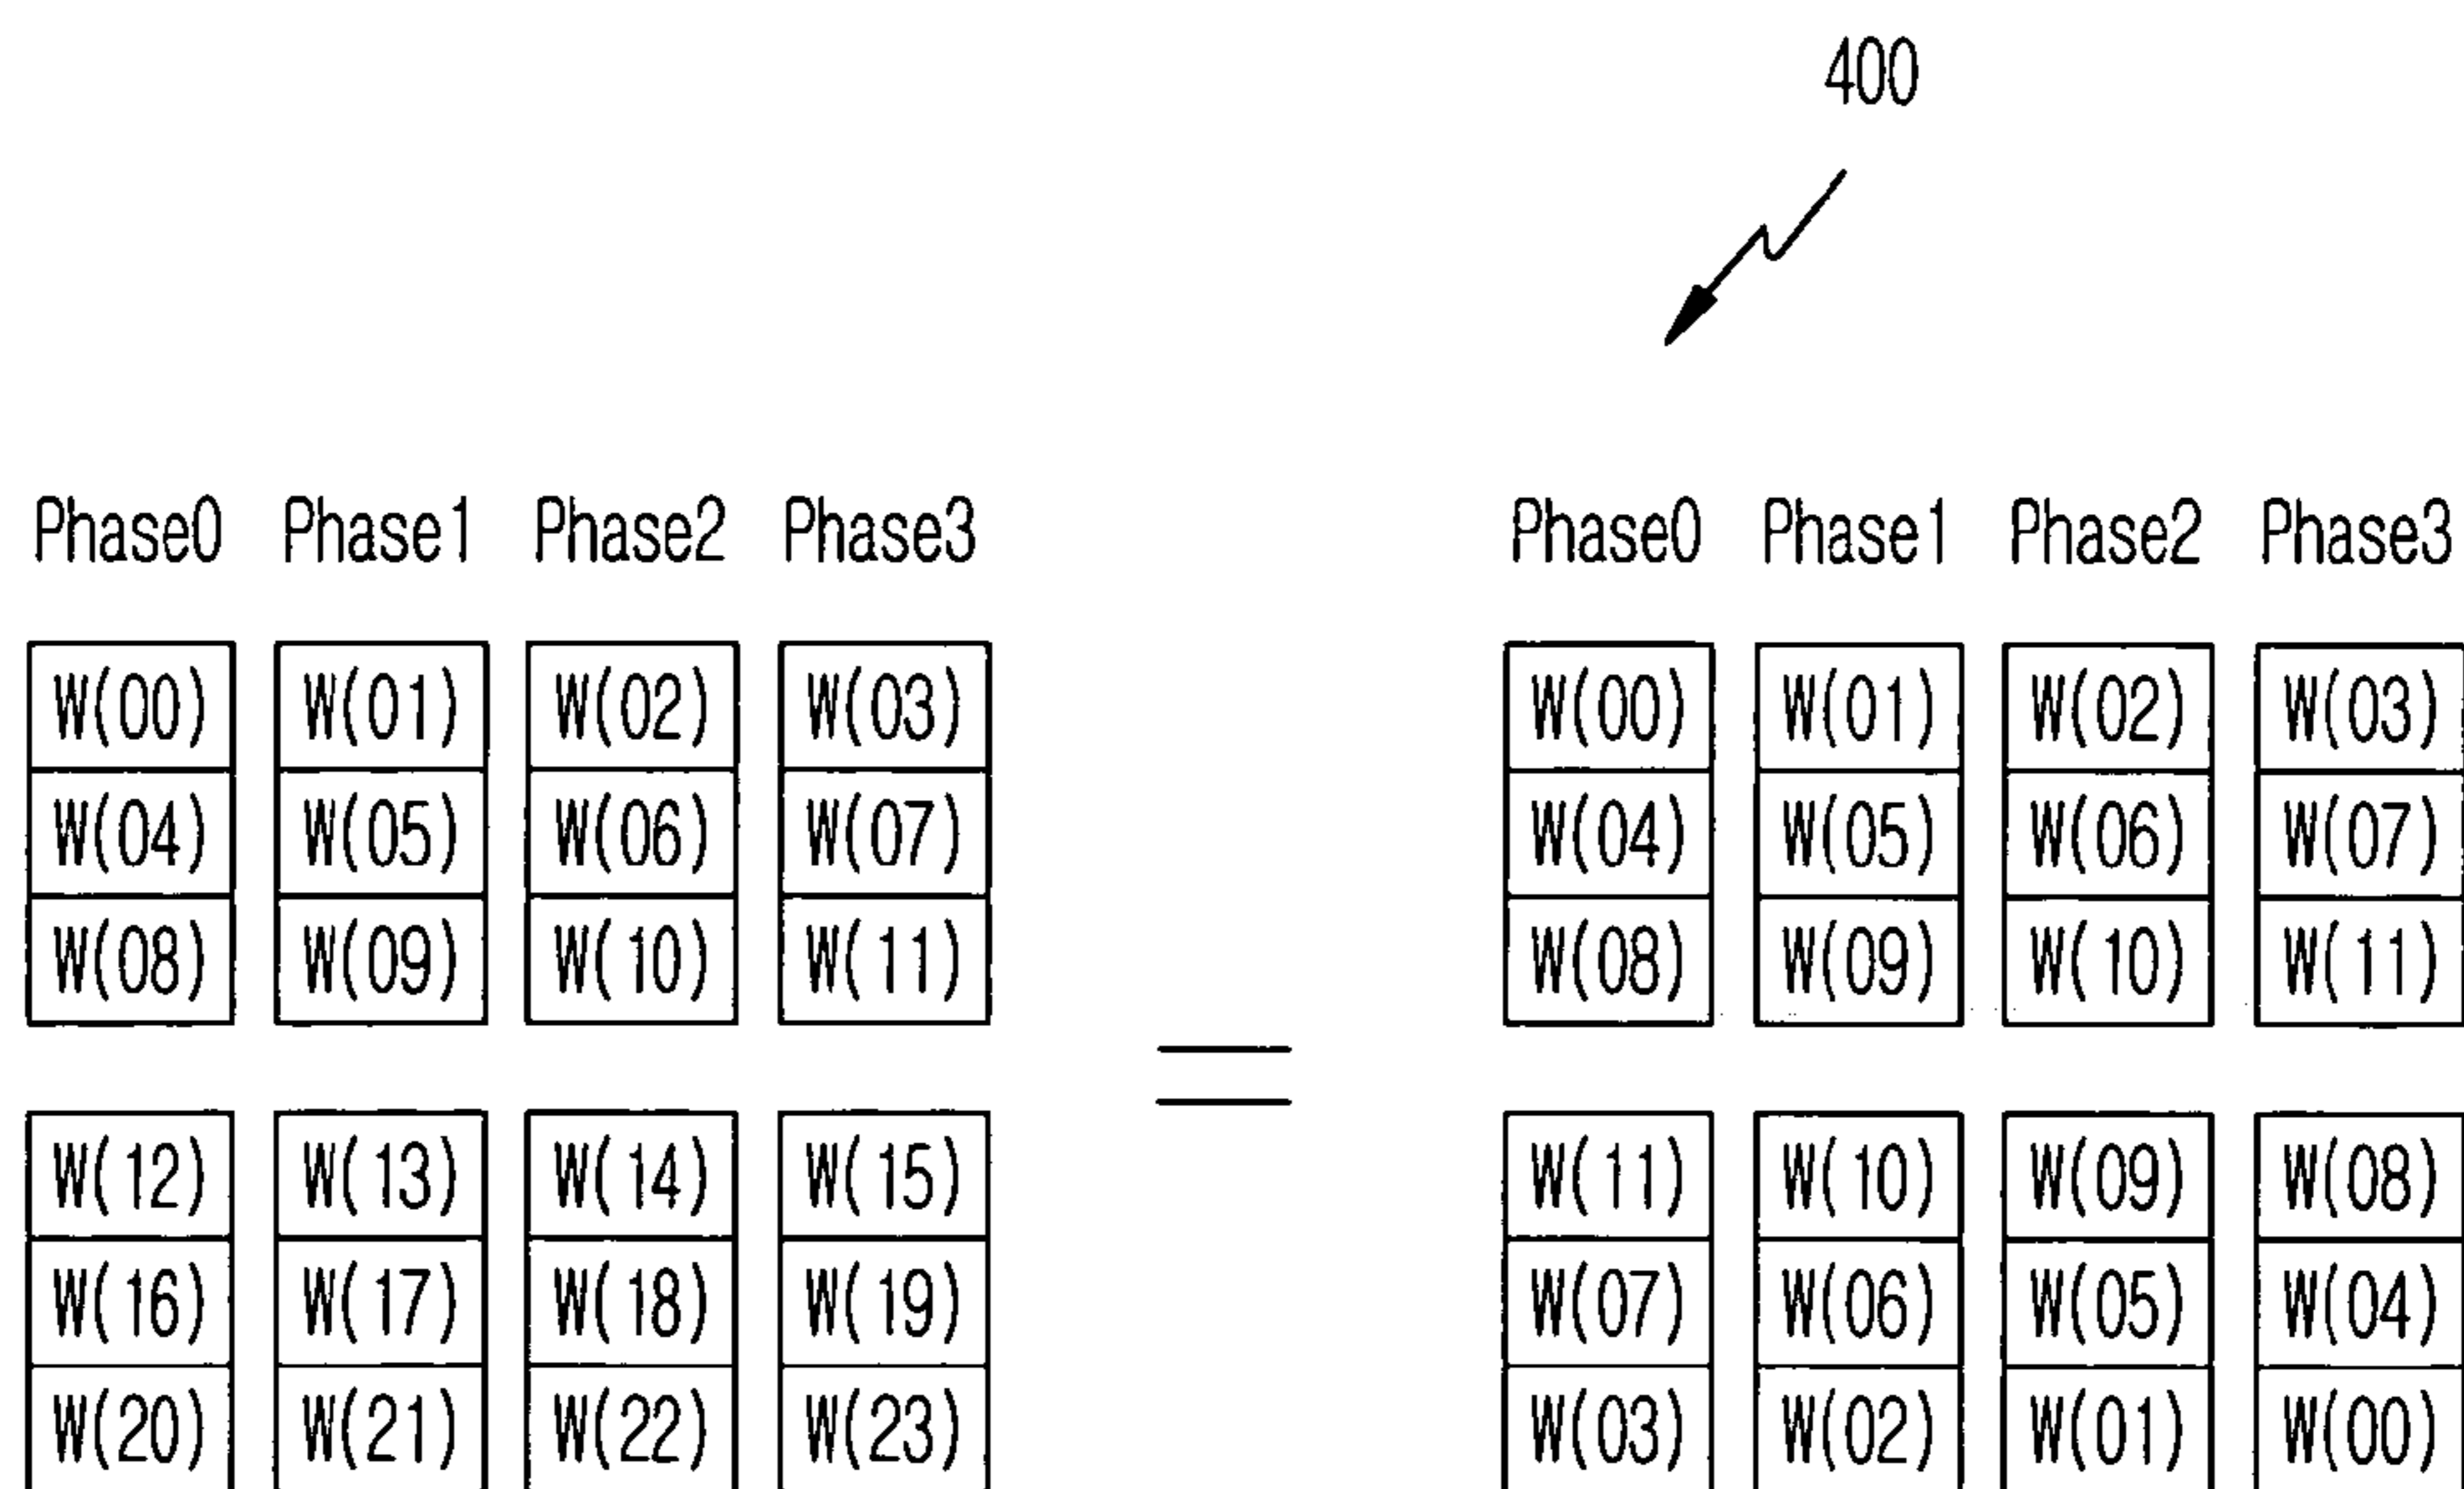 400
Phase0 Phase1 Phase2 Phase3 Phase0 Phase1 Phase2 Phase3
W(00) W(01) W(02) W(03) W(00) W(01) W(02) W(03)
W(04) W(05) W(06) W(07) W(04) W(05) W(06) W(07)
W(08) W(09) W(10) W(11) W(08) W(09) W(10) W(11)
=
W(12) W(13) W(14) W(15) W(11) W(10) W(09) W(08)
W(16) W(17) W(18) W(19) W(07) W(06) W(05) W(04)
W(20) W(21) W(22) W(23) W(03) W(02) W(01) W(00)